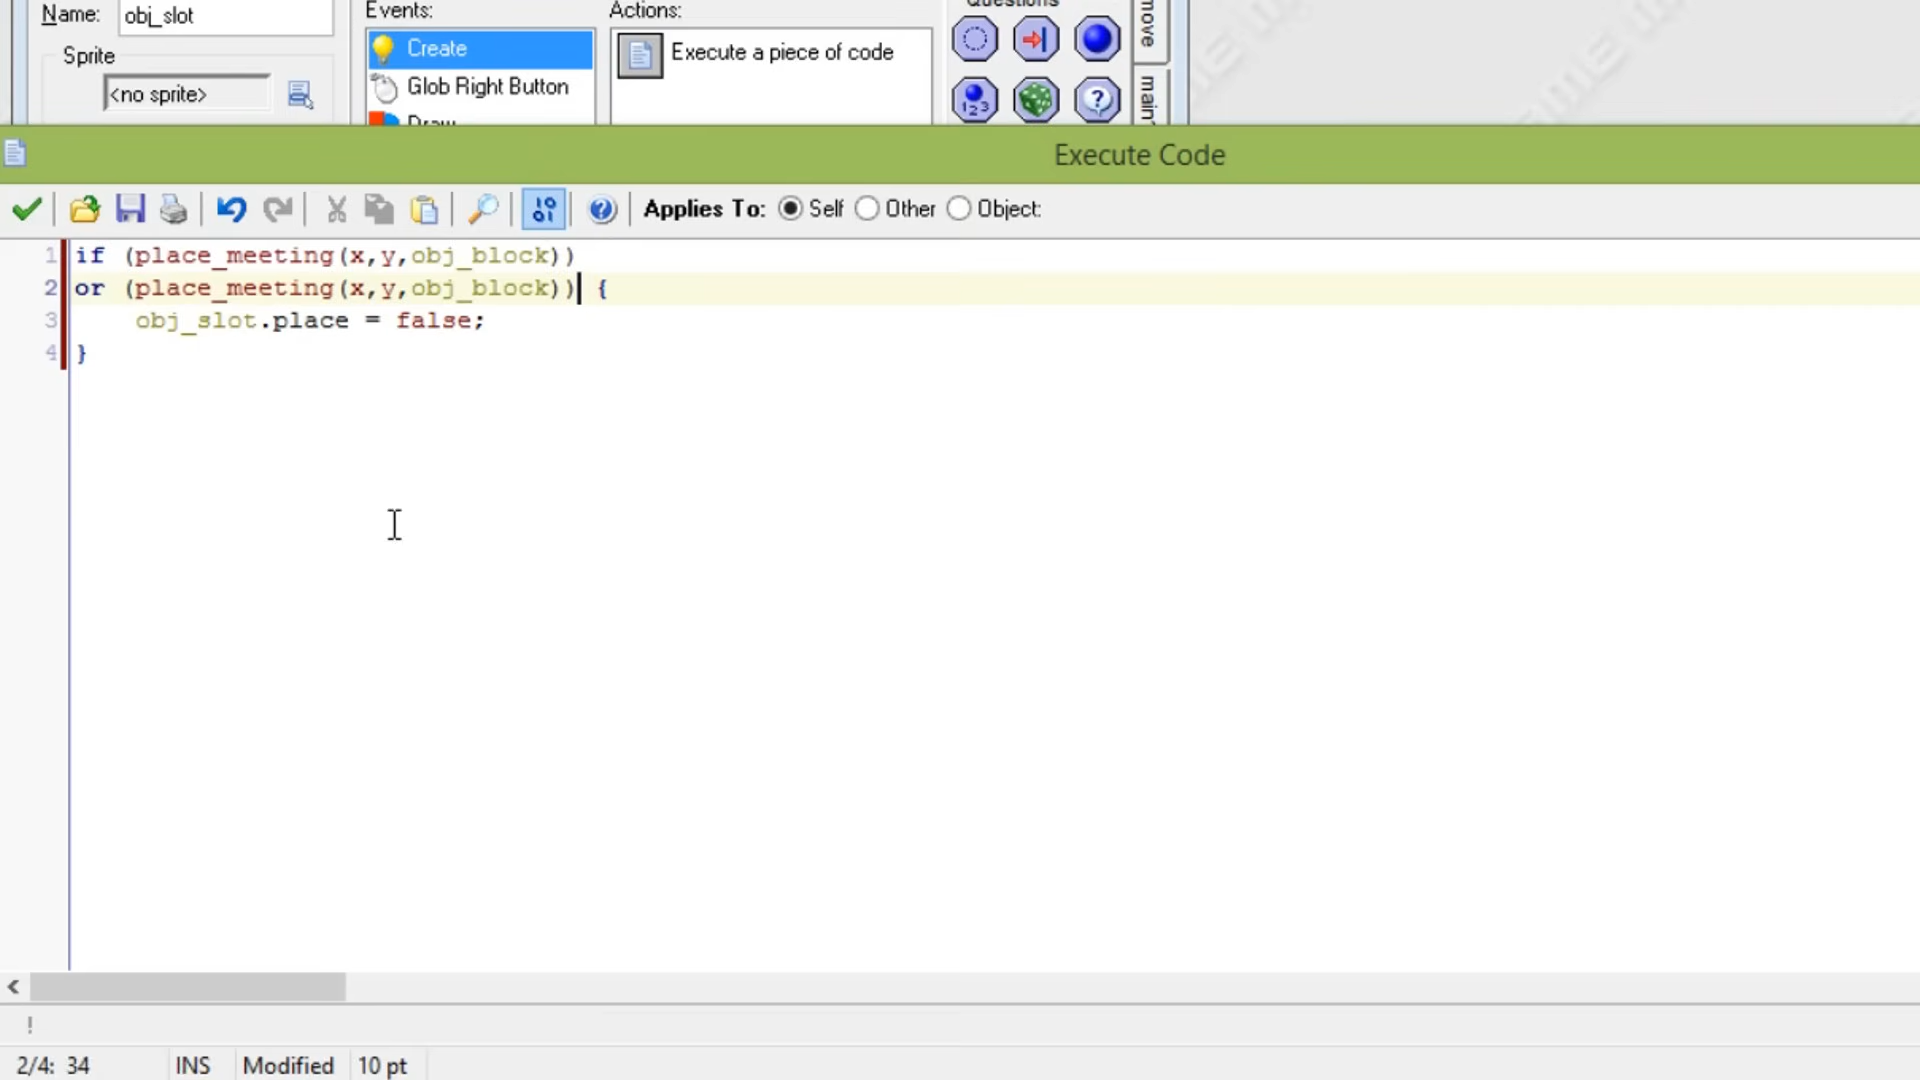 Name: obj_slot
Events:
Actions:
Questions
move
Sprite
<no sprite>
Create
Glob Right Button
Draw
Execute a piece of code
main
Execute Code
Applies To: Self Other Object:
1 if (place_meeting(x,y,obj_block))
2 or (place_meeting(x,y,obj_block)) {
3 obj_slot.place = false;
4 }
!
2/4: 34 INS Modified 10 pt